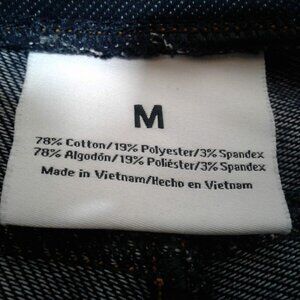 M
78% Cotton/19% Polyester/3% Spandex
78% Algodón/19% Poliéster/3% Spandex
Made in Vietnam/Hecho en Vietnam